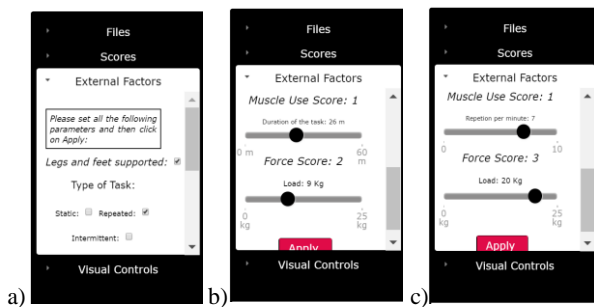 Files
Scores
External Factors
Please set all the following
parameters and then click
on Apply:
Legs and feet supported:
Type of Task:
Static: Repeated:
Intermittent:
Visual Controls
a)
Files
Scores
External Factors
Muscle Use Score: 1
Duration of the task: 26 m
0 m 60 m
Force Score: 2
Load: 9 Kg
0 kg 25 kg
Apply
Visual Controls
b)
Files
Scores
External Factors
Muscle Use Score: 1
Repetion per minute: 7
0 10
Force Score: 3
Load: 20 Kg
0 kg 25 kg
Apply
Visual Controls
c)